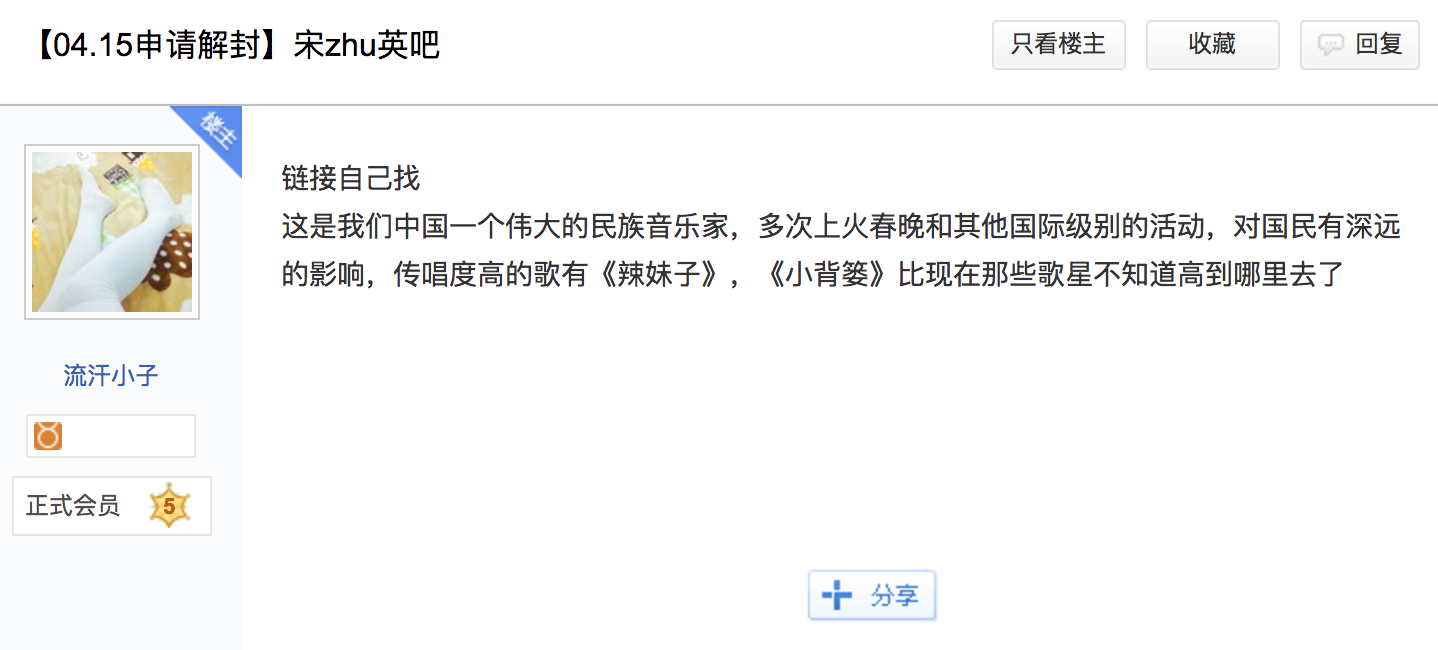 【04.15申请解封】宋zhu英吧
只看楼主
收藏
回复
楼主
链接自己找
这是我们中国一个伟大的民族音乐家，多次上火春晚和其他国际级别的活动，对国民有深远
的影响，传唱度高的歌有《辣妹子》，《小背篓》比现在那些歌星不知道高到哪里去了
流汗小子
正式会员 5
分享